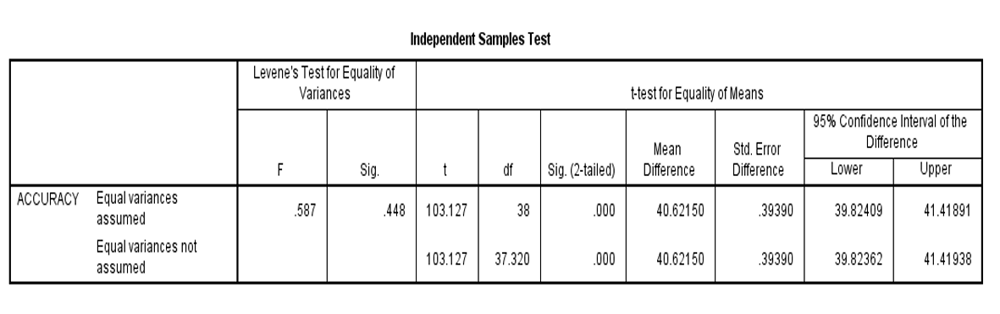 Independent Samples Test
Levene's Test for Equality of
Variances
t-test for Equality of Means
F
Sig.
t
df
Sig. (2-tailed)
Mean
Difference
Std. Error
Difference
95% Confidence Interval of the
Difference
Lower
Upper
ACCURACY
Equal variances
assumed
.587
.448
103.127
38
.000
40.62150
.39390
39.82409
41.41891
Equal variances not
assumed
103.127
37.320
.000
40.62150
.39390
39.82362
41.41938